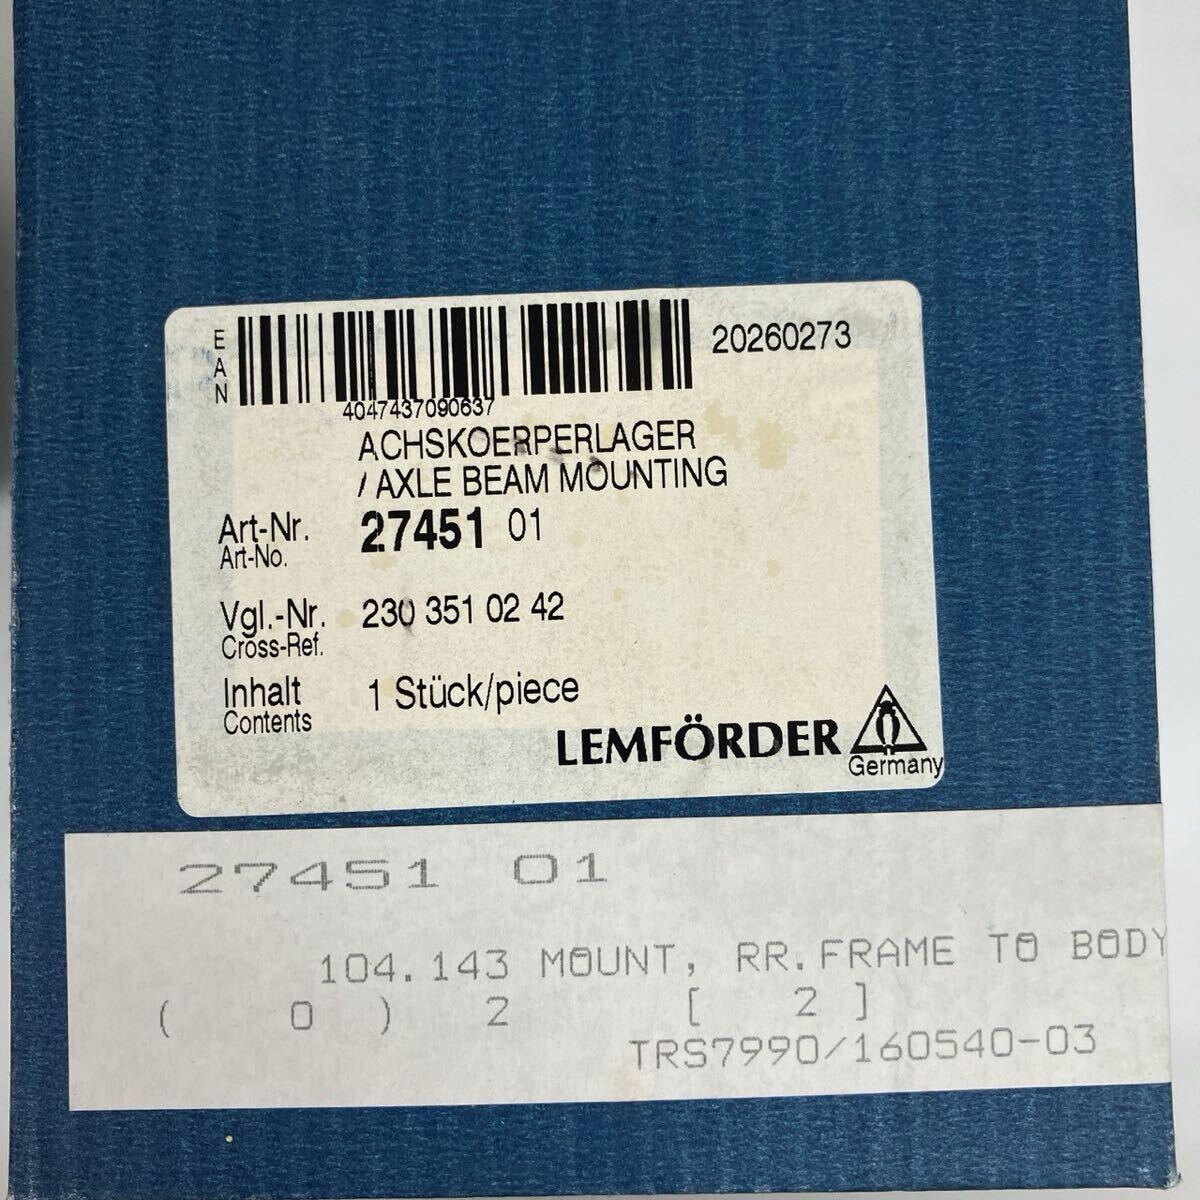 EAN
20260273
4047437090637
ACHSKOERPERLAGER
/ AXLE BEAM MOUNTING
Art-Nr. 27451 01
Art-No.
Vgl.-Nr. 230 351 02 42
Cross-Ref.
Inhalt 1 Stück/piece
Contents
LEMFÖRDER
Germany
27451 01
104.143 MOUNT, RR.FRAME TO BODY
( 0 ) 2 [ 2 ]
TRS7990/160540-03